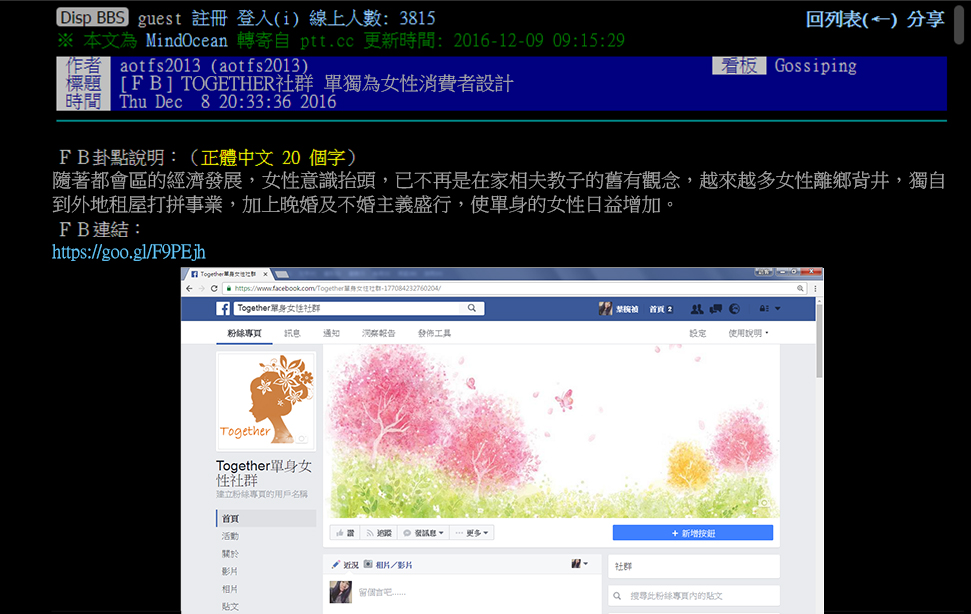 Disp BBS guest 註冊 登入(i) 線上人數: 3815 回列表(←) 分享
※ 本文為 MindOcean 轉寄自 ptt.cc 更新時間: 2016-12-09 09:15:29
作者 aotfs2013 (aotfs2013) 看板 Gossiping
標題 [ＦＢ] TOGETHER社群 單獨為女性消費者設計
時間 Thu Dec  8 20:33:36 2016
ＦＢ卦點說明：（正體中文 20 個字）
隨著都會區的經濟發展，女性意識抬頭，已不再是在家相夫教子的舊有觀念，越來越多女性離鄉背井，獨自
到外地租屋打拼事業，加上晚婚及不婚主義盛行，使單身的女性日益增加。
ＦＢ連結：
https://goo.gl/F9PEjh
Together單身女性社群
https://www.facebook.com/Together單身女性社群-177084232760204/
Together單身女性社群 首頁 2
粉絲專頁 訊息 通知 洞察報告 發佈工具 設定 使用說明
Together
Together單身女
性社群
建立粉絲專頁的用戶名稱
讚 追蹤 發訊息 更多 + 新增按鈕
首頁
活動
關於
影片
相片
貼文
近況 相片／影片
留個言吧......
社群
搜尋此粉絲專頁內的貼文